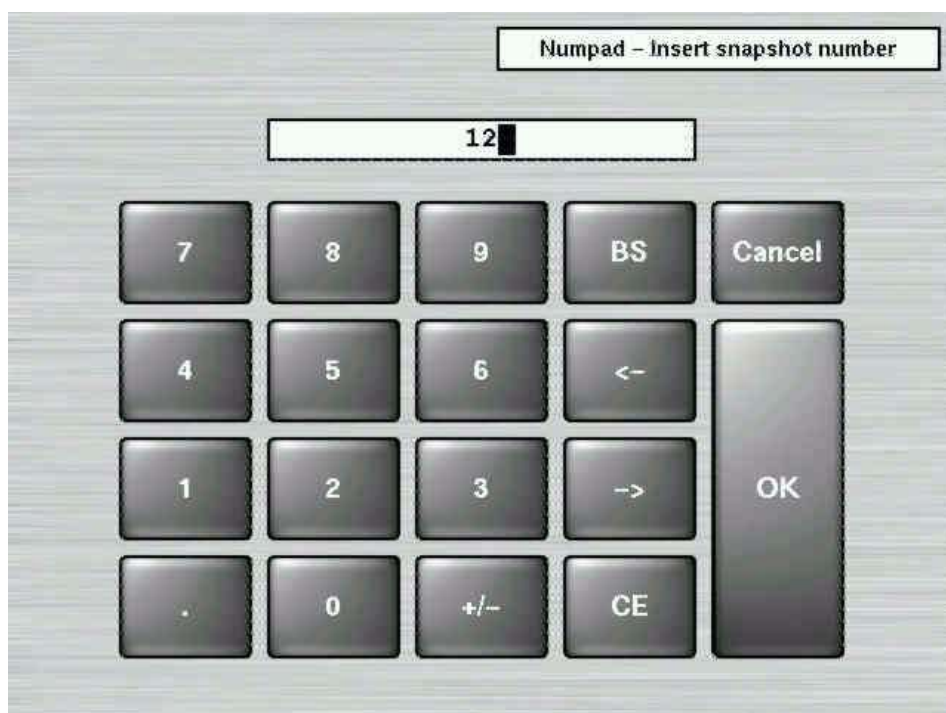 Numpad – Insert snapshot number
12
7 8 9 BS Cancel
4 5 6 <–
1 2 3 –> OK
. 0 +/– CE